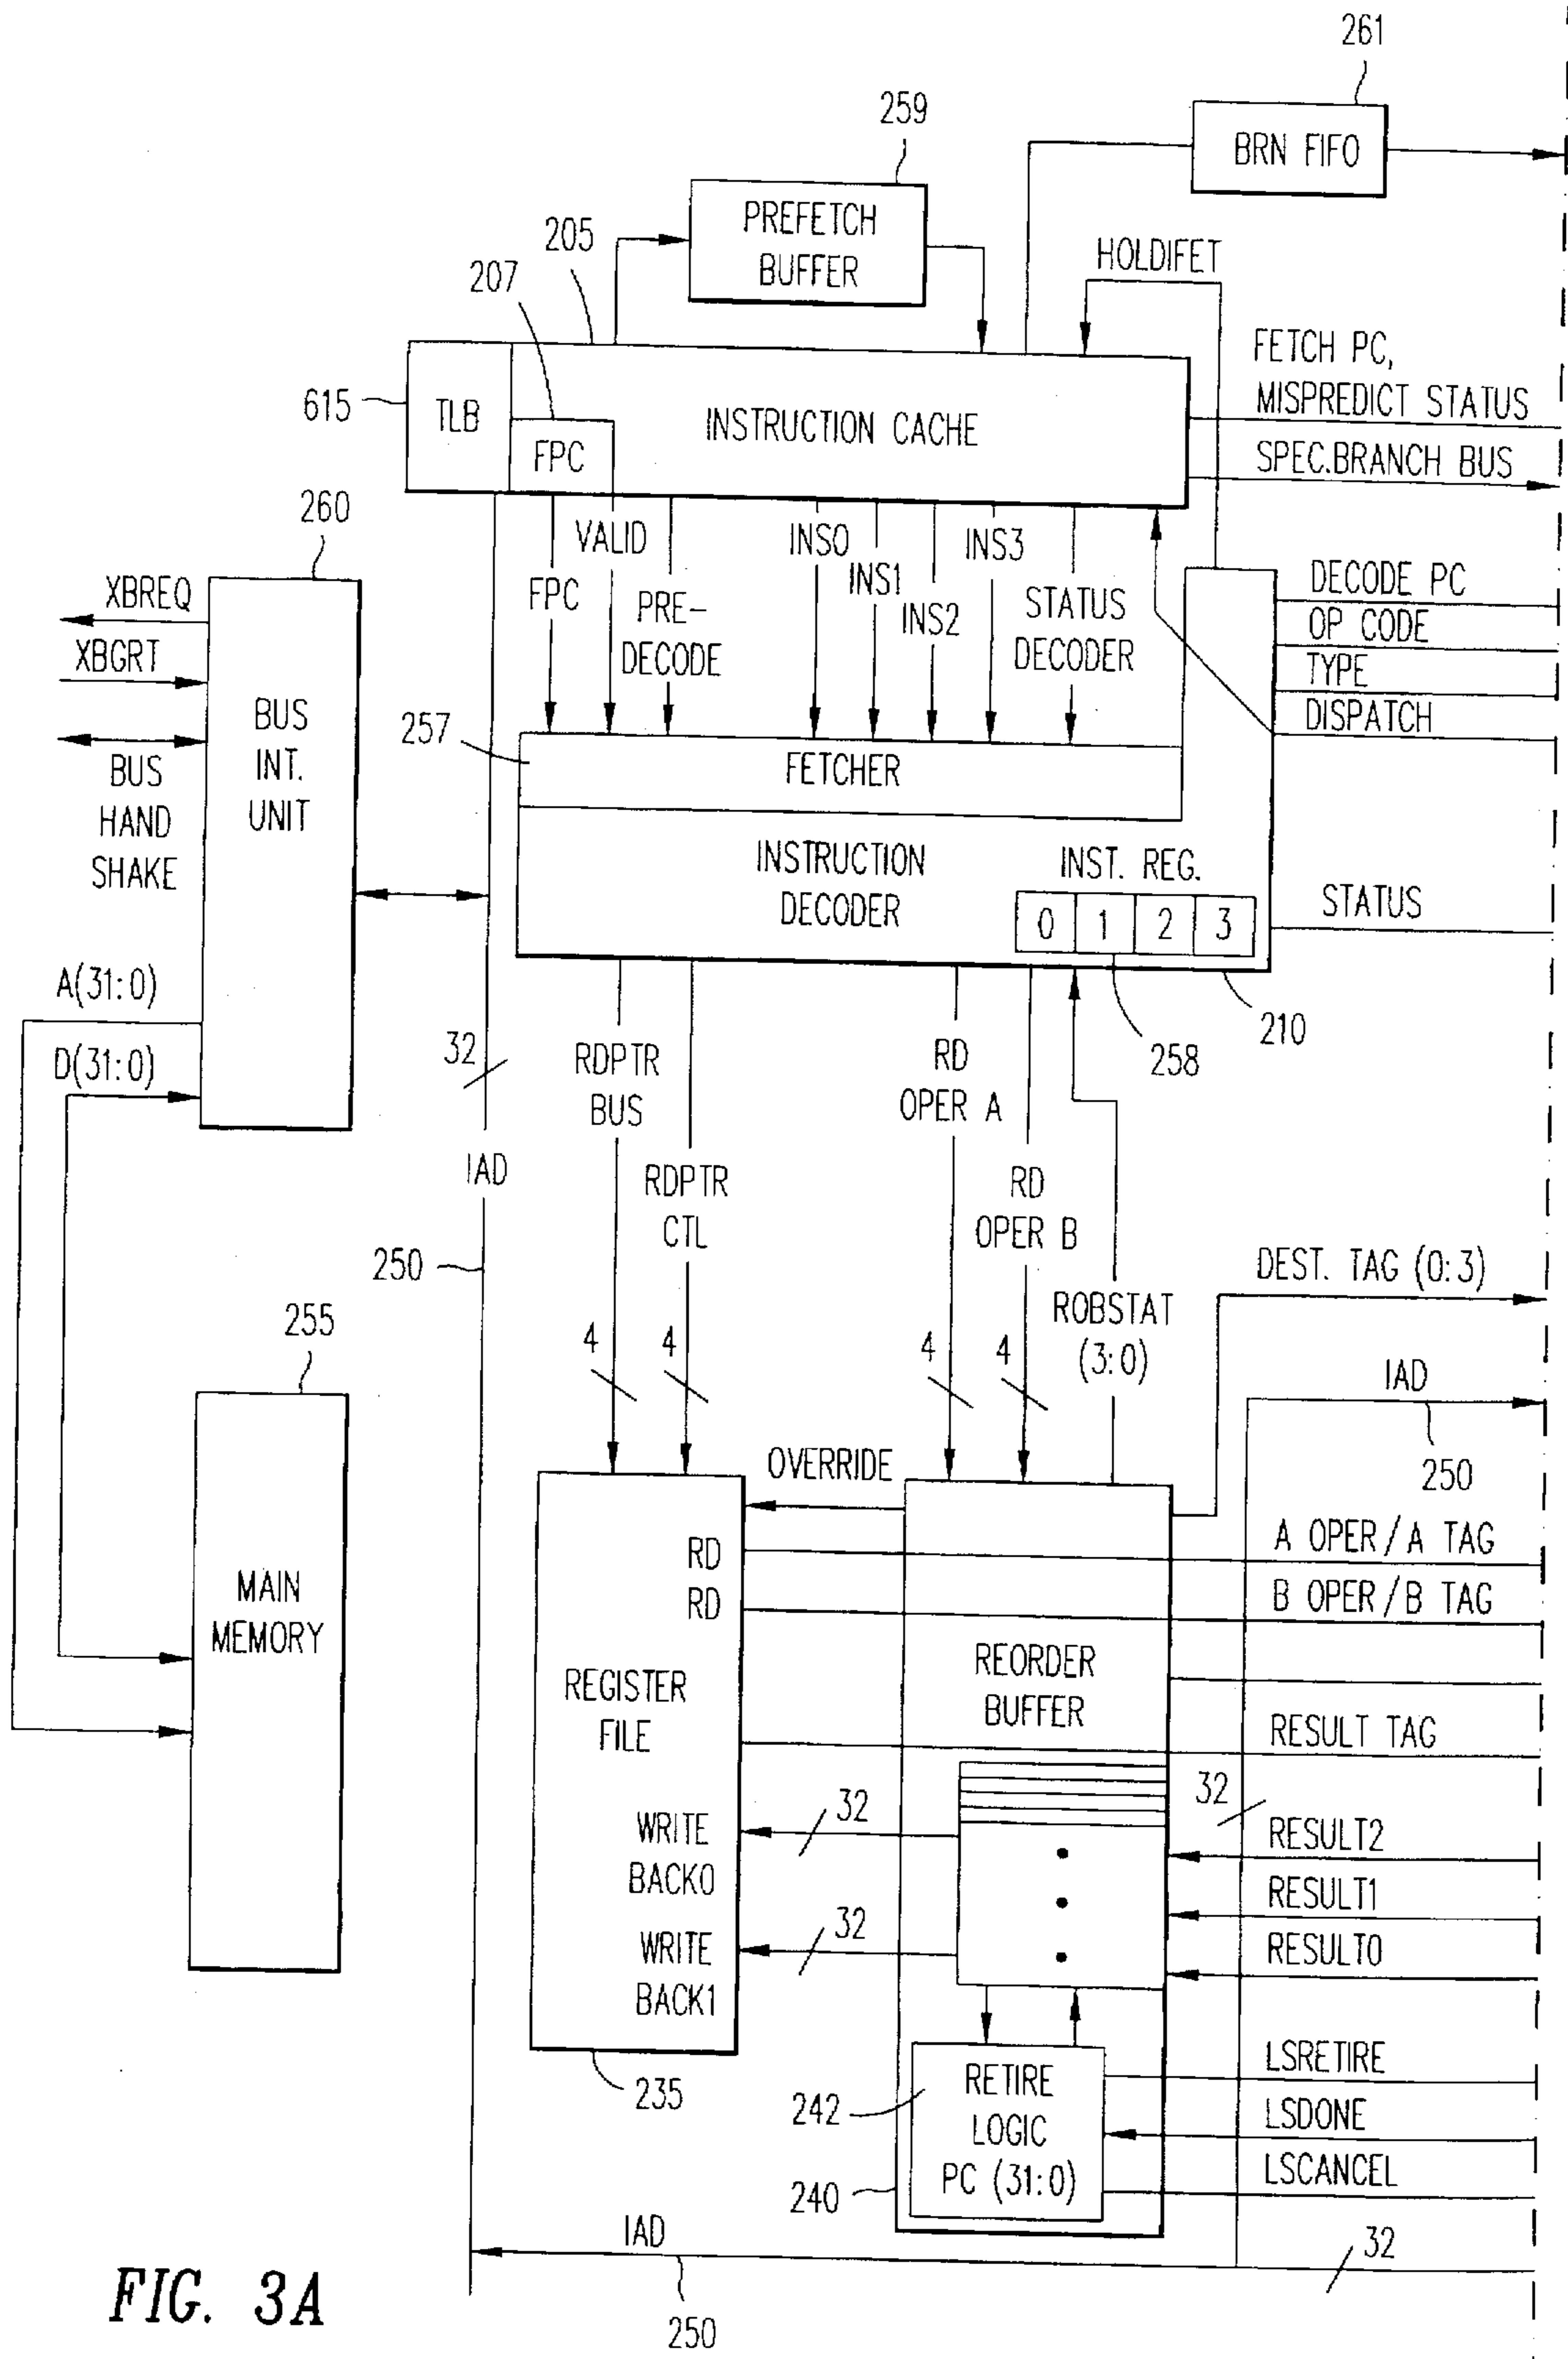 261
BRN FIFO
259
PREFETCH
BUFFER
205
207
HOLDIFET
615
TLB
FPC
INSTRUCTION CACHE
FETCH PC,
MISPREDICT STATUS
SPEC.BRANCH BUS
260
XBREQ
XBGRT
BUS
HAND
SHAKE
BUS
INT.
UNIT
A(31:0)
D(31:0)
FPC
VALID
PRE-
DECODE
INS0
INS1
INS2
INS3
STATUS
DECODER
DECODE PC
OP CODE
TYPE
DISPATCH
257
FETCHER
INSTRUCTION
DECODER
INST. REG.
0 1 2 3
STATUS
210
258
32
IAD
250
RDPTR
BUS
RDPTR
CTL
RD
OPER A
RD
OPER B
ROBSTAT
(3:0)
4
4
4
4
DEST. TAG (0:3)
IAD
250
255
MAIN
MEMORY
OVERRIDE
RD
RD
REGISTER
FILE
WRITE
BACK0
WRITE
BACK1
235
32
32
REORDER
BUFFER
A OPER/A TAG
B OPER/B TAG
RESULT TAG
32
RESULT2
RESULT1
RESULT0
242
RETIRE
LOGIC
PC (31:0)
240
LSRETIRE
LSDONE
LSCANCEL
IAD
250
32
FIG. 3A